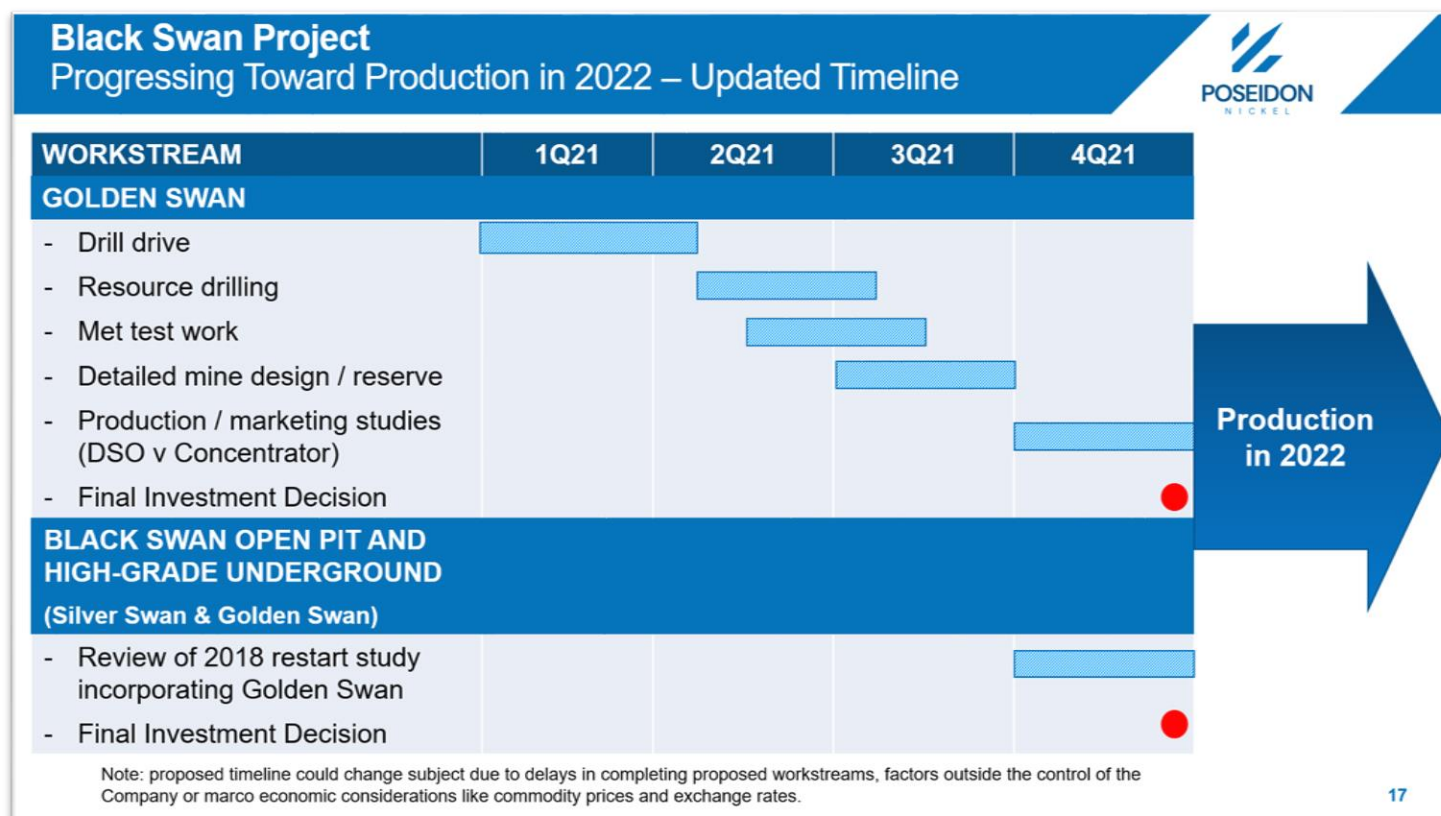 Black Swan Project
Progressing Toward Production in 2022 – Updated Timeline
POSEIDON
NICKEL
WORKSTREAM 1Q21 2Q21 3Q21 4Q21
GOLDEN SWAN
- Drill drive
- Resource drilling
- Met test work
- Detailed mine design / reserve
- Production / marketing studies
(DSO v Concentrator)
- Final Investment Decision
BLACK SWAN OPEN PIT AND
HIGH-GRADE UNDERGROUND
(Silver Swan & Golden Swan)
- Review of 2018 restart study
incorporating Golden Swan
- Final Investment Decision
Production
in 2022
Note: proposed timeline could change subject due to delays in completing proposed workstreams, factors outside the control of the
Company or marco economic considerations like commodity prices and exchange rates.
17